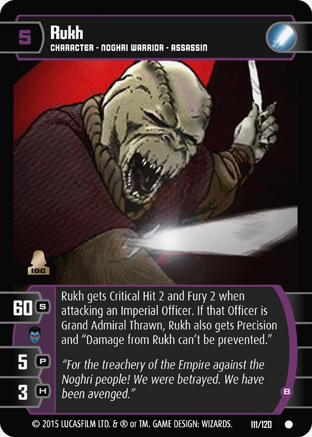 5
Rukh
CHARACTER - NOGHRI WARRIOR - ASSASSIN
IDC
60 S
5 P
3 H
Rukh gets Critical Hit 2 and Fury 2 when
attacking an Imperial Officer. If that Officer is
Grand Admiral Thrawn, Rukh also gets Precision
and “Damage from Rukh can’t be prevented.”
“For the treachery of the Empire against the
Noghri people! We were betrayed. We have
been avenged.”
B
© 2015 LUCASFILM LTD. & ® or TM. GAME DESIGN: WIZARDS.
111/120